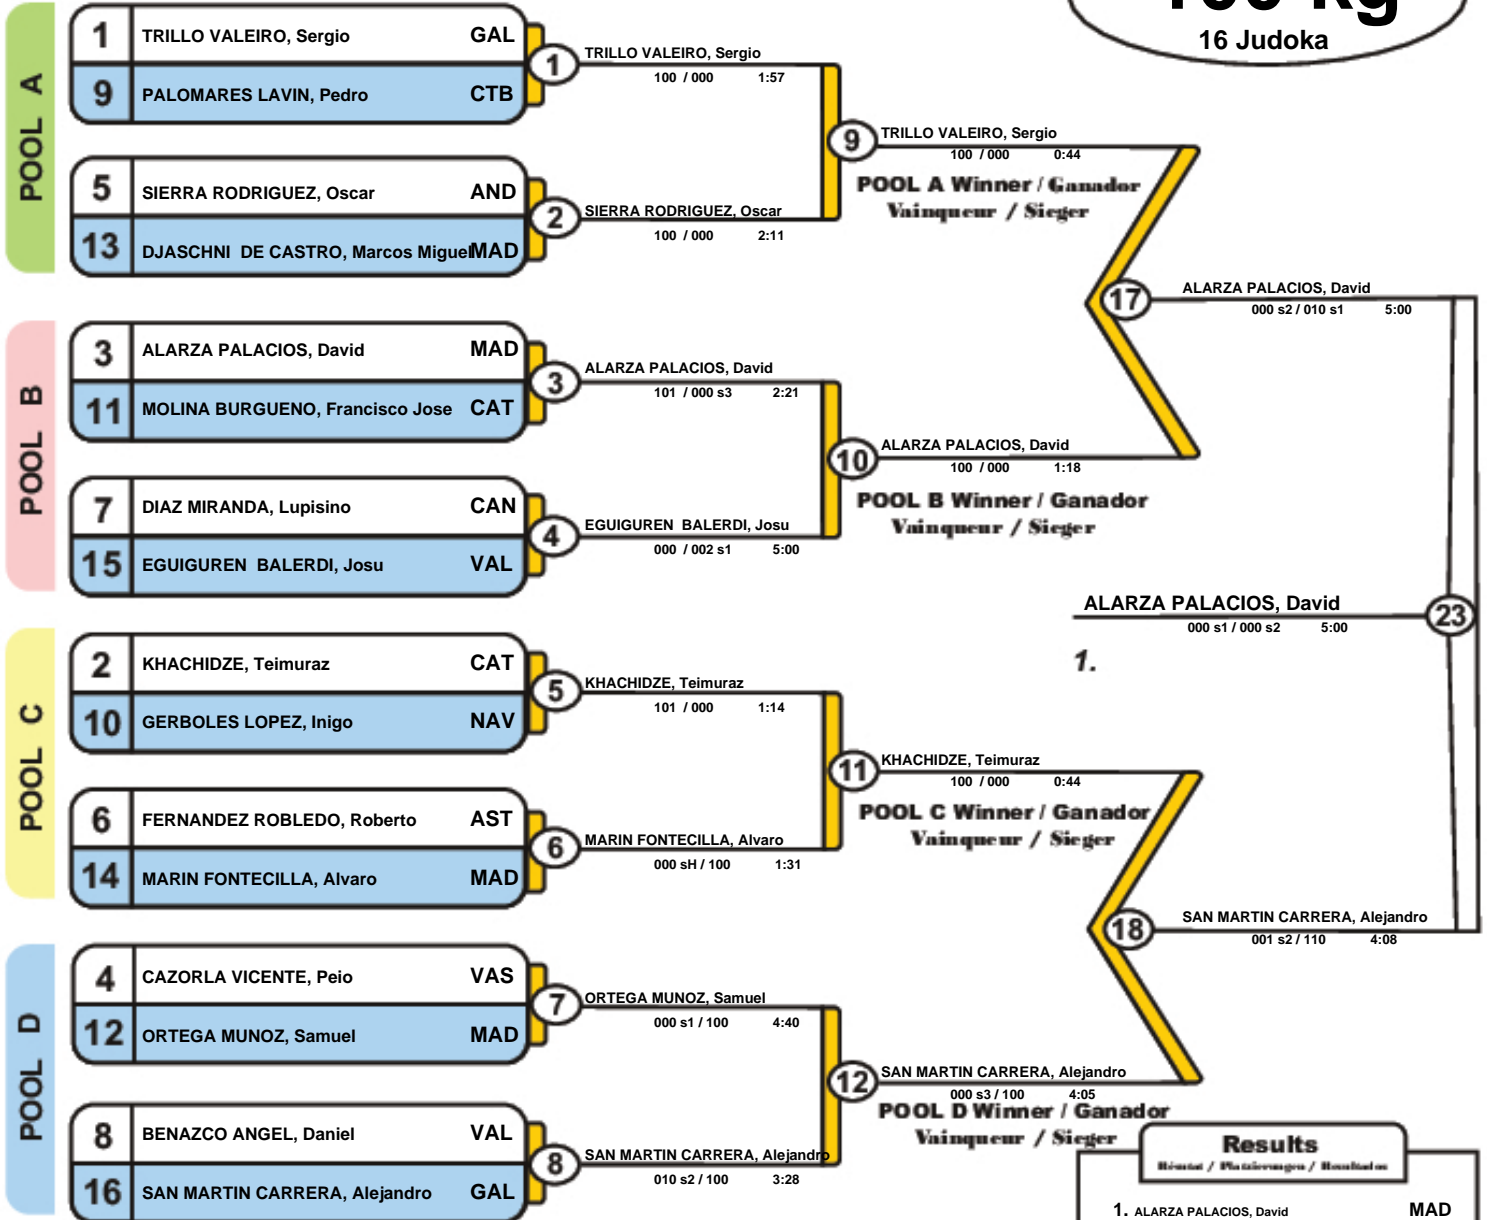 100 kg
16 Judoka
POOL A
1 TRILLO VALEIRO, Sergio GAL
9 PALOMARES LAVIN, Pedro CTB
1
TRILLO VALEIRO, Sergio
100 / 000 1:57
5 SIERRA RODRIGUEZ, Oscar AND
13 DJASCHNI DE CASTRO, Marcos Miguel MAD
2
SIERRA RODRIGUEZ, Oscar
100 / 000 2:11
9
TRILLO VALEIRO, Sergio
100 / 000 0:44
POOL A Winner / Ganador
Vainqueur / Sieger
POOL B
3 ALARZA PALACIOS, David MAD
11 MOLINA BURGUENO, Francisco Jose CAT
3
ALARZA PALACIOS, David
101 / 000 s3 2:21
7 DIAZ MIRANDA, Lupisino CAN
15 EGUIGUREN BALERDI, Josu VAL
4
EGUIGUREN BALERDI, Josu
000 / 002 s1 5:00
10
ALARZA PALACIOS, David
100 / 000 1:18
POOL B Winner / Ganador
Vainqueur / Sieger
17
ALARZA PALACIOS, David
000 s2 / 010 s1 5:00
ALARZA PALACIOS, David
23
000 s1 / 000 s2 5:00
1.
POOL C
2 KHACHIDZE, Teimuraz CAT
10 GERBOLES LOPEZ, Inigo NAV
5
KHACHIDZE, Teimuraz
101 / 000 1:14
6 FERNANDEZ ROBLEDO, Roberto AST
14 MARIN FONTECILLA, Alvaro MAD
6
MARIN FONTECILLA, Alvaro
000 sH / 100 1:31
11
KHACHIDZE, Teimuraz
100 / 000 0:44
POOL C Winner / Ganador
Vainqueur / Sieger
POOL D
4 CAZORLA VICENTE, Peio VAS
12 ORTEGA MUNOZ, Samuel MAD
7
ORTEGA MUNOZ, Samuel
000 s1 / 100 4:40
8 BENAZCO ANGEL, Daniel VAL
16 SAN MARTIN CARRERA, Alejandro GAL
8
SAN MARTIN CARRERA, Alejandro
010 s2 / 100 3:28
12
SAN MARTIN CARRERA, Alejandro
000 s3 / 100 4:05
POOL D Winner / Ganador
Vainqueur / Sieger
18
SAN MARTIN CARRERA, Alejandro
001 s2 / 110 4:08
Results
1. ALARZA PALACIOS, David MAD